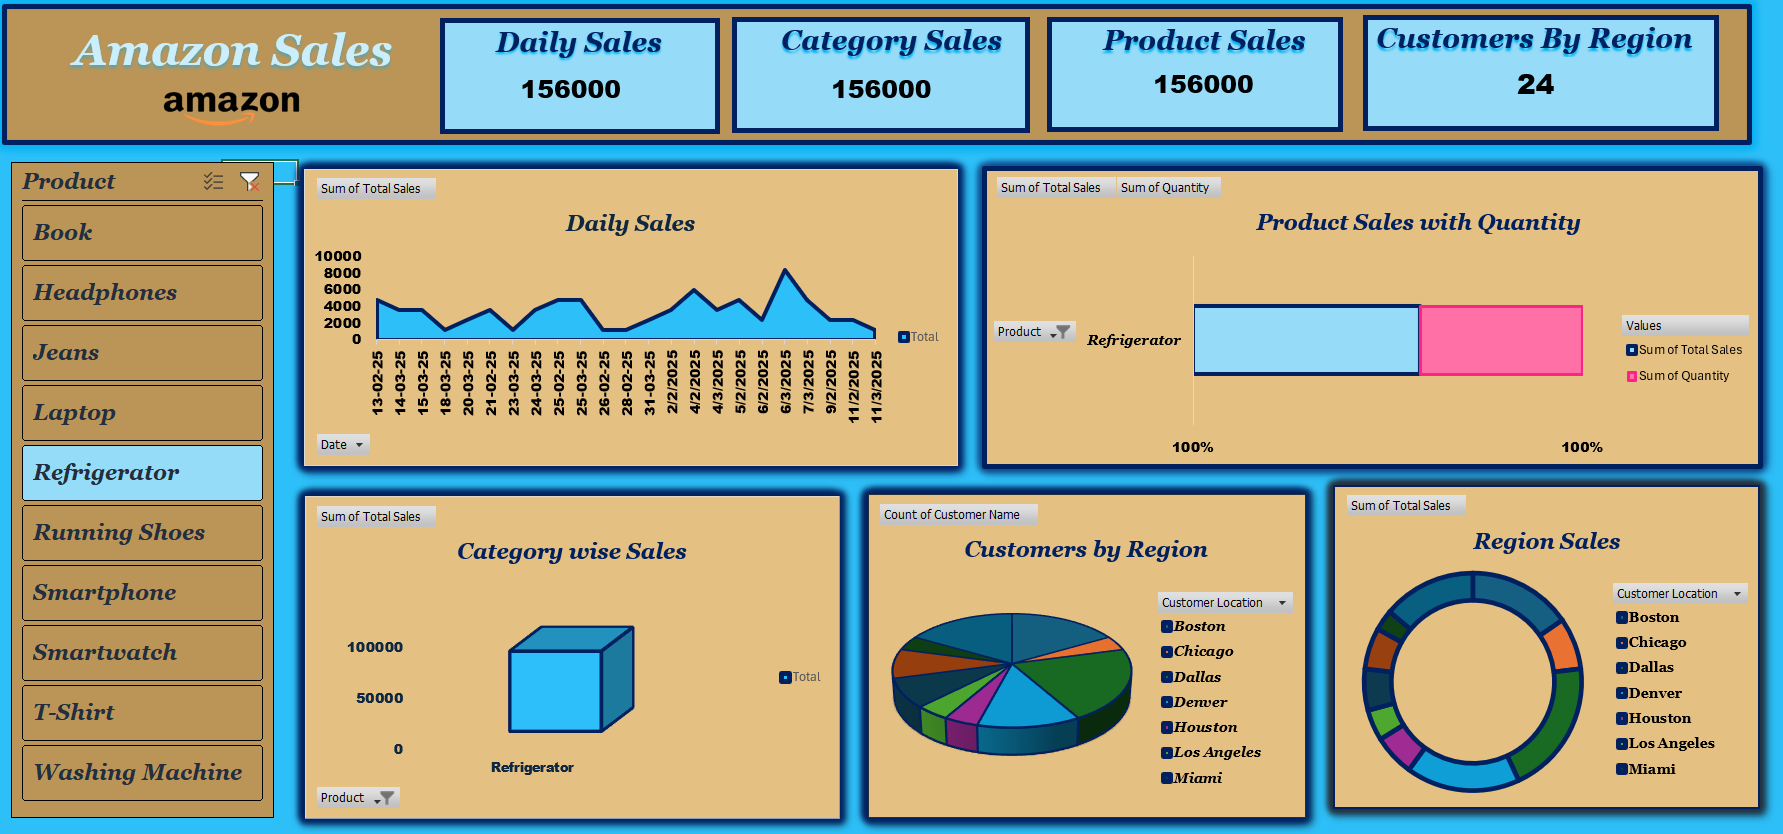 Amazon Sales
amazon
Daily Sales
156000
Category Sales
156000
Product Sales
156000
Customers By Region
24
Product
Book
Headphones
Jeans
Laptop
Refrigerator
Running Shoes
Smartphone
Smartwatch
T-Shirt
Washing Machine
Sum of Total Sales
Daily Sales
10000
8000
6000
4000
2000
0
13-02-25
14-03-25
15-03-25
18-03-25
20-03-25
21-02-25
23-03-25
24-03-25
25-02-25
25-03-25
26-02-25
28-02-25
31-03-25
2/2/2025
4/2/2025
4/3/2025
5/2/2025
6/2/2025
6/3/2025
7/3/2025
9/2/2025
11/2/2025
11/3/2025
Total
Date
Sum of Total Sales Sum of Quantity
Product Sales with Quantity
Product
Refrigerator
100% 100%
Values
Sum of Total Sales
Sum of Quantity
Sum of Total Sales
Category wise Sales
100000
50000
0
Refrigerator
Total
Product
Count of Customer Name
Customers by Region
Customer Location
Boston
Chicago
Dallas
Denver
Houston
Los Angeles
Miami
Sum of Total Sales
Region Sales
Customer Location
Boston
Chicago
Dallas
Denver
Houston
Los Angeles
Miami